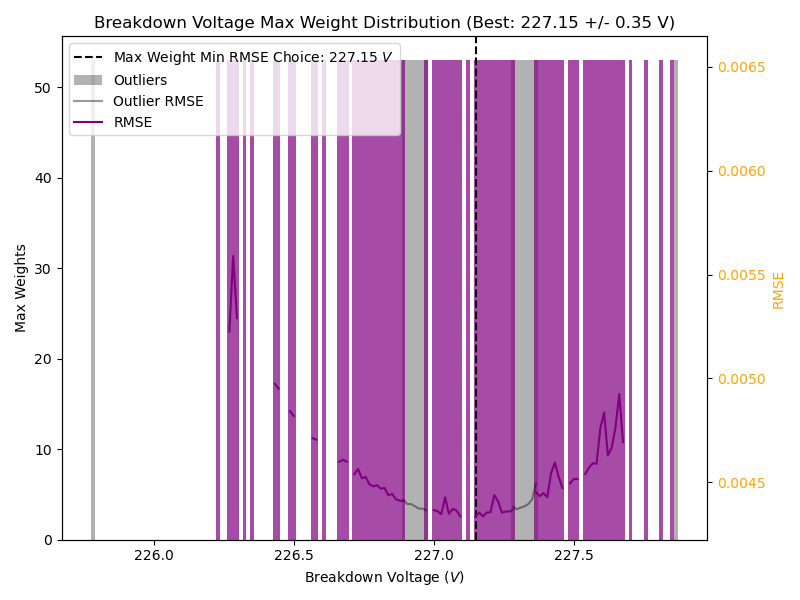 Breakdown Voltage Max Weight Distribution (Best: 227.15 +/- 0.35 V)
Max Weight Min RMSE Choice: 227.15 V
Outliers
Outlier RMSE
RMSE
Max Weights
50
40
30
20
10
0
0.0065
0.0060
0.0055
0.0050
0.0045
RMSE
226.0 226.5 227.0 227.5
Breakdown Voltage (V)